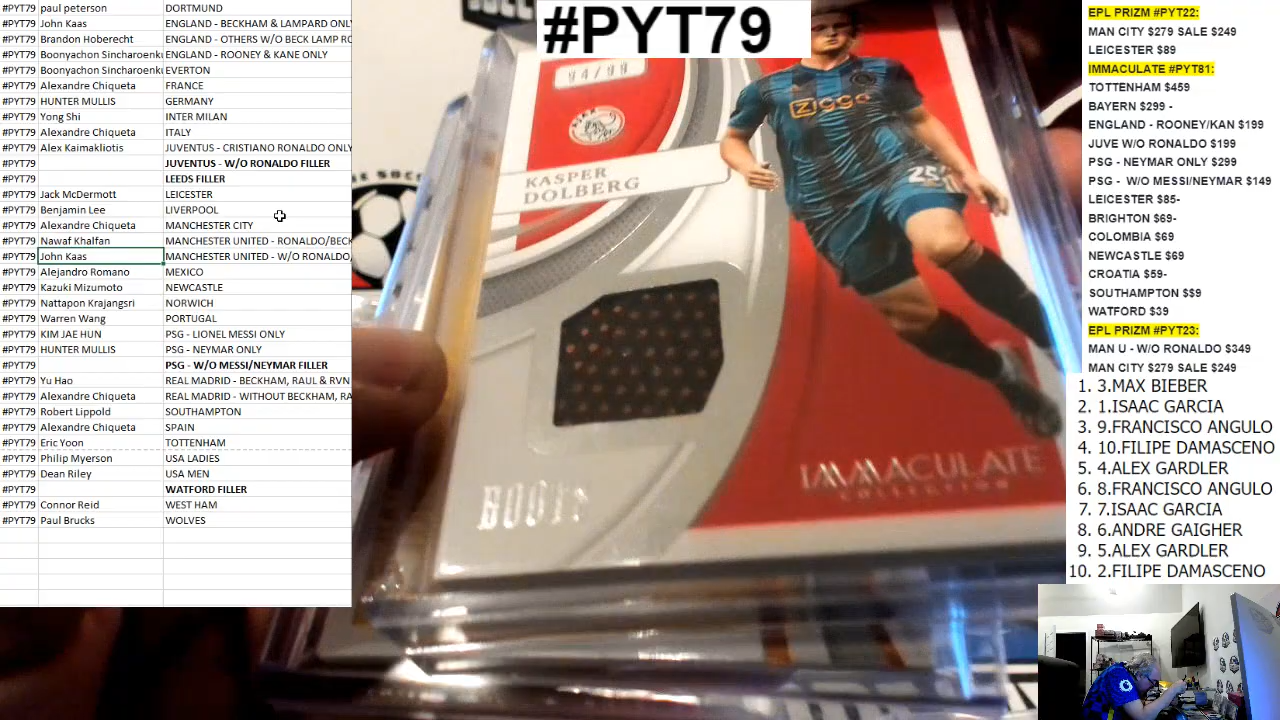 #PYT79 paul peterson DORTMUND
#PYT79 John Kaas ENGLAND - BECKHAM & LAMPARD ONLY
#PYT79 Brandon Hoberecht ENGLAND - OTHERS W/O BECK LAMP RO
#PYT79 Boonyachon Sincharoenku ENGLAND - ROONEY & KANE ONLY
#PYT79 Boonyachon Sincharoenku EVERTON
#PYT79 Alexandre Chiqueta FRANCE
#PYT79 HUNTER MULLIS GERMANY
#PYT79 Yong Shi INTER MILAN
#PYT79 Alexandre Chiqueta ITALY
#PYT79 Alex Kaimakliotis JUVENTUS - CRISTIANO RONALDO ONLY
#PYT79 JUVENTUS - W/O RONALDO FILLER
#PYT79 LEEDS FILLER
#PYT79 Jack McDermott LEICESTER
#PYT79 Benjamin Lee LIVERPOOL
#PYT79 Alexandre Chiqueta MANCHESTER CITY
#PYT79 Nawaf Khalfan MANCHESTER UNITED - RONALDO/BECK
#PYT79 John Kaas MANCHESTER UNITED - W/O RONALDO/
#PYT79 Alejandro Romano MEXICO
#PYT79 Kazuki Mizumoto NEWCASTLE
#PYT79 Nattapon Krajangsri NORWICH
#PYT79 Warren Wang PORTUGAL
#PYT79 KIM JAE HUN PSG - LIONEL MESSI ONLY
#PYT79 HUNTER MULLIS PSG - NEYMAR ONLY
#PYT79 PSG - W/O MESSI/NEYMAR FILLER
#PYT79 Yu Hao REAL MADRID - BECKHAM, RAUL & RVN
#PYT79 Alexandre Chiqueta REAL MADRID - WITHOUT BECKHAM, RA
#PYT79 Robert Lippold SOUTHAMPTON
#PYT79 Alexandre Chiqueta SPAIN
#PYT79 Eric Yoon TOTTENHAM
#PYT79 Philip Myerson USA LADIES
#PYT79 Dean Riley USA MEN
#PYT79 WATFORD FILLER
#PYT79 Connor Reid WEST HAM
#PYT79 Paul Brucks WOLVES
#PYT79
94/99
ziggo
KASPER
DOLBERG
25
IMMACULATE
COLLECTION
BOOTS
EPL PRIZM #PYT22:
MAN CITY $279 SALE $249
LEICESTER $89
IMMACULATE #PYT81:
TOTTENHAM $459
BAYERN $299 -
ENGLAND - ROONEY/KAN $199
JUVE W/O RONALDO $199
PSG - NEYMAR ONLY $299
PSG - W/O MESSI/NEYMAR $149
LEICESTER $85-
BRIGHTON $69-
COLOMBIA $69
NEWCASTLE $69
CROATIA $59-
SOUTHAMPTON $$9
WATFORD $39
EPL PRIZM #PYT23:
MAN U - W/O RONALDO $349
MAN CITY $279 SALE $249
1. 3.MAX BIEBER
2. 1.ISAAC GARCIA
3. 9.FRANCISCO ANGULO
4. 10.FILIPE DAMASCENO
5. 4.ALEX GARDLER
6. 8.FRANCISCO ANGULO
7. 7.ISAAC GARCIA
8. 6.ANDRE GAIGHER
9. 5.ALEX GARDLER
10. 2.FILIPE DAMASCENO